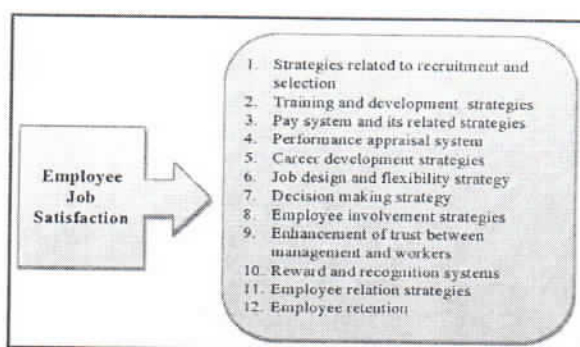 Employee
Job
Satisfaction
1. Strategies related to recruitment and
selection
2. Training and development strategies
3. Pay system and its related strategies
4. Performance appraisal system
5. Career development strategies
6. Job design and flexibility strategy
7. Decision making strategy
8. Employee involvement strategies
9. Enhancement of trust between
management and workers
10. Reward and recognition systems
11. Employee relation strategies
12. Employee retention